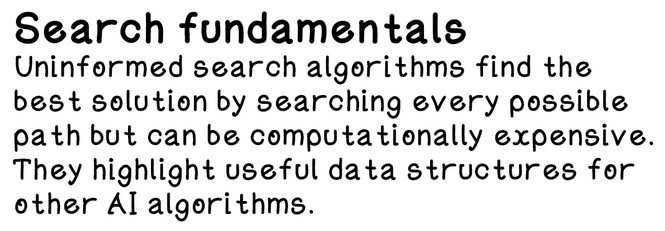 Search fundamentals
Uninformed search algorithms find the
best solution by searching every possible
path but can be computationally expensive.
They highlight useful data structures for
other AI algorithms.